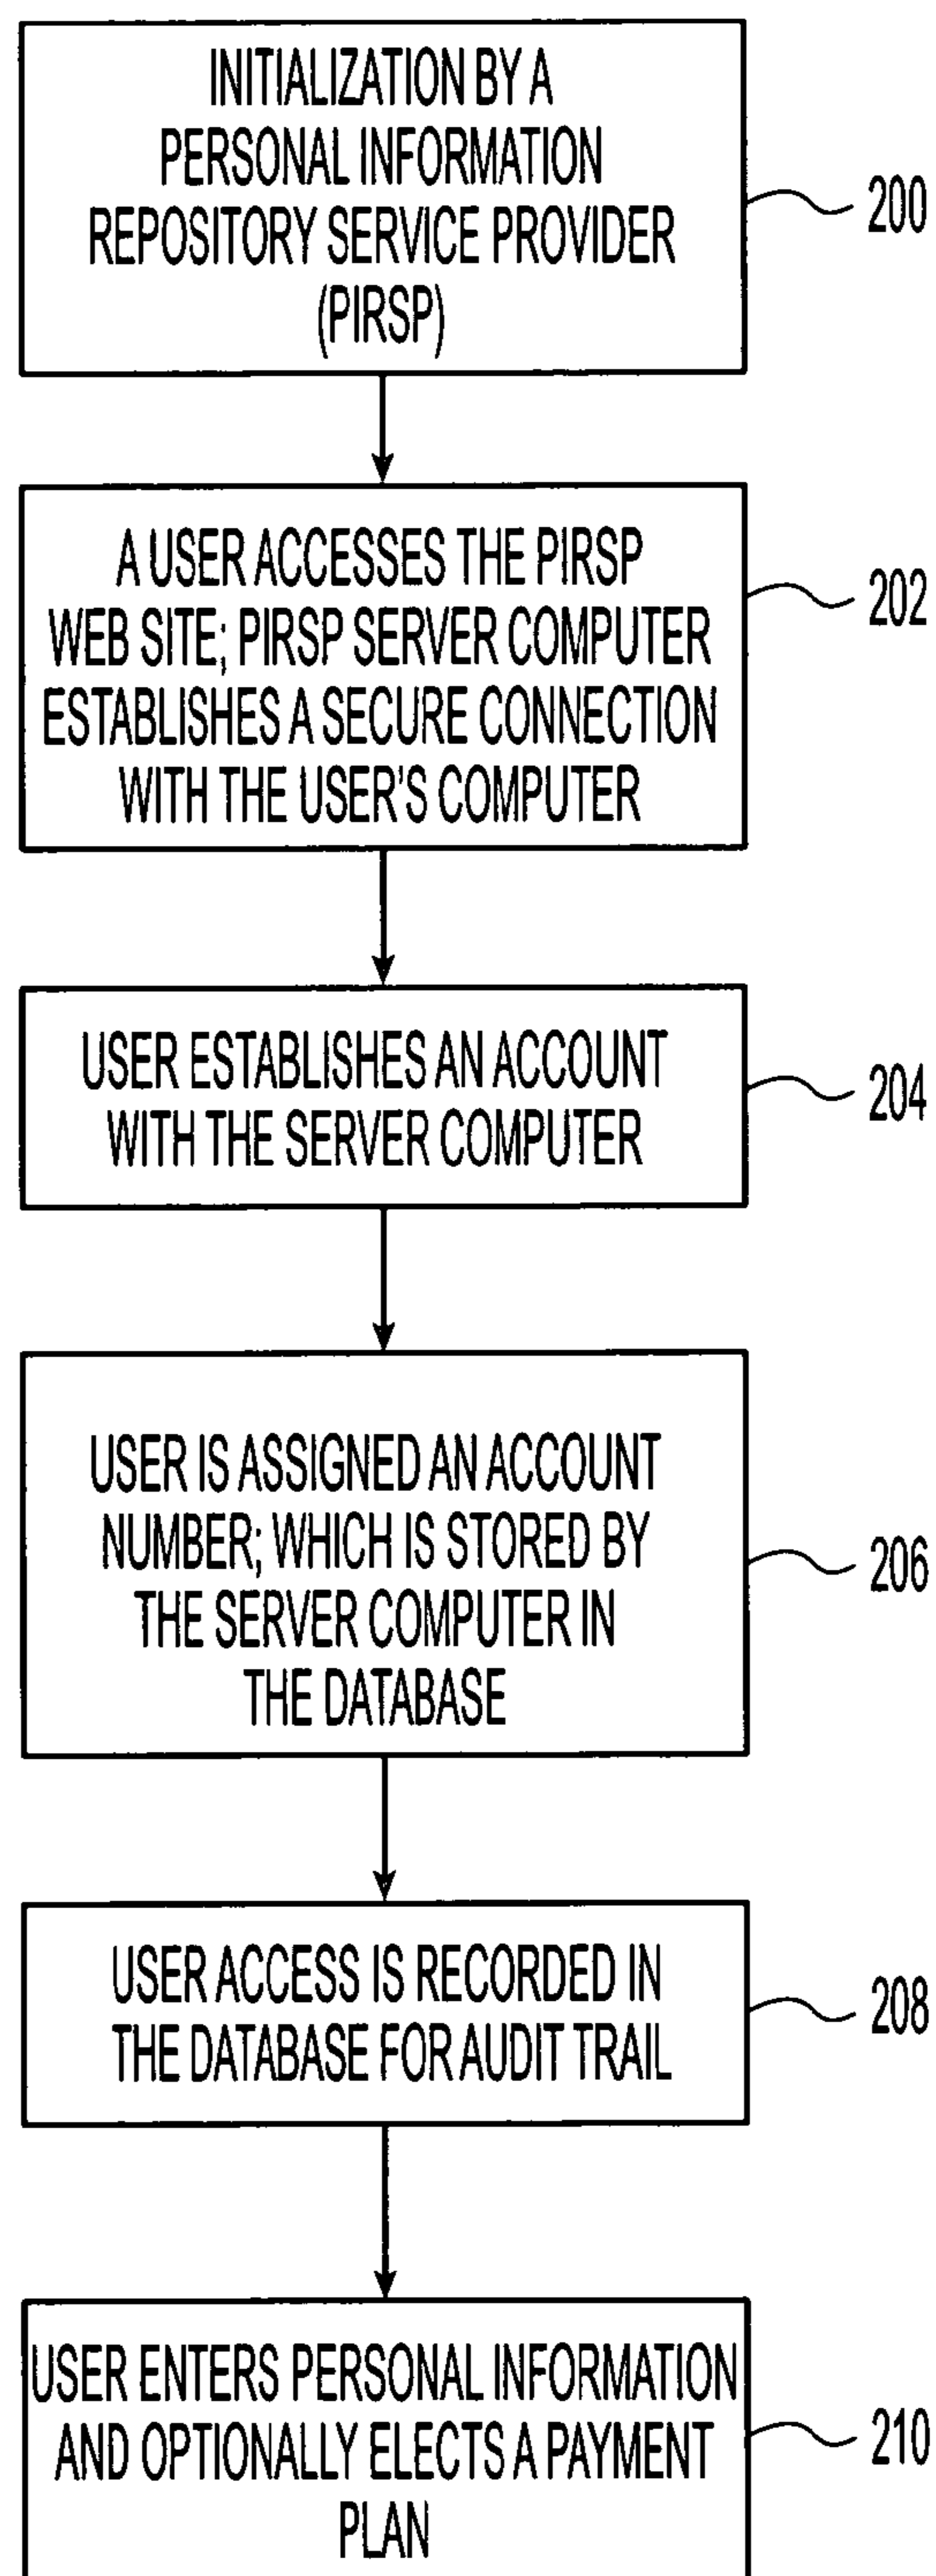 INITIALIZATION BY A
PERSONAL INFORMATION
REPOSITORY SERVICE PROVIDER
(PIRSP)
200
A USER ACCESSES THE PIRSP
WEB SITE; PIRSP SERVER COMPUTER
ESTABLISHES A SECURE CONNECTION
WITH THE USER'S COMPUTER
202
USER ESTABLISHES AN ACCOUNT
WITH THE SERVER COMPUTER
204
USER IS ASSIGNED AN ACCOUNT
NUMBER; WHICH IS STORED BY
THE SERVER COMPUTER IN
THE DATABASE
206
USER ACCESS IS RECORDED IN
THE DATABASE FOR AUDIT TRAIL
208
USER ENTERS PERSONAL INFORMATION
AND OPTIONALLY ELECTS A PAYMENT
PLAN
210